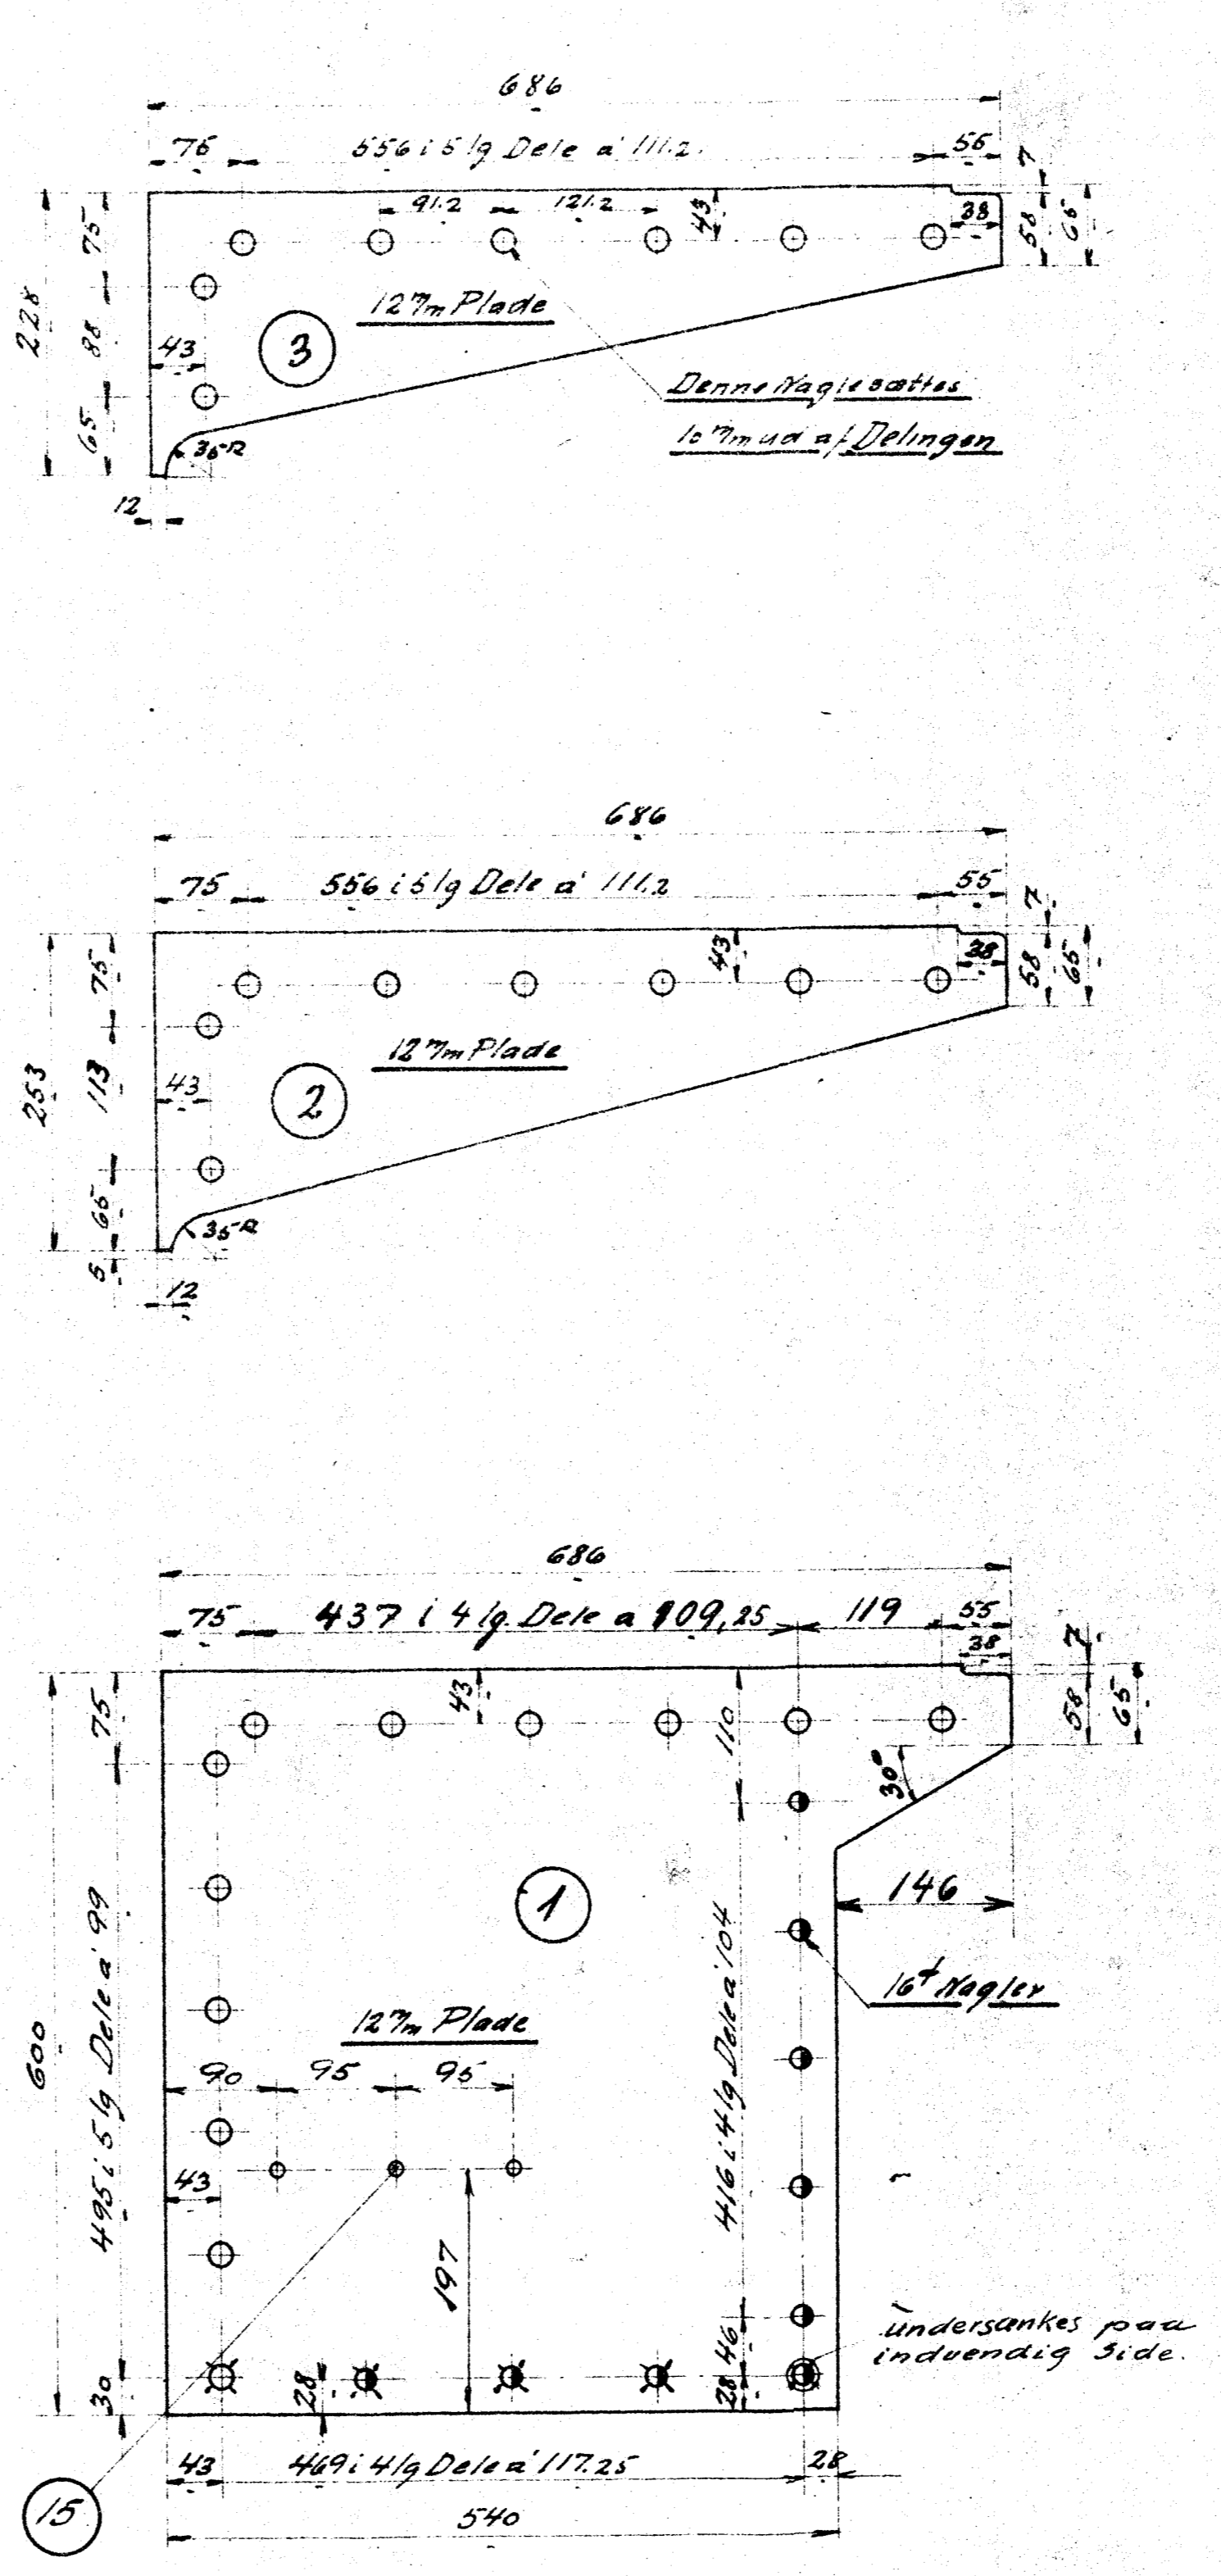 686
75 556 i 5 lg Dele a' 111.2. 55 7
91.2 121.2 43 38 58 65
228 75 88 65
12 m/m Plade
43 3
Denne Nagle sættes
10 m/m ud af Delingen
35 R
12
686
75 556 i 5 lg Dele a' 111.2 55 7
43 38 58 65
253 75 113 65 5
12 m/m Plade
43 2
35 R
12
686
75 437 i 4 lg. Dele a 109,25 119 55
38 7 58 65
75 43 110
30°
1
146
16 ⌀ Nagler
600 495 i 5 lg Dele a' 99
416 i 4 lg Dele a' 104
12 m/m Plade
90 95 95
43
197
undersænkes paa
indvendig Side.
30 28 28 46
43 469 i 4 lg Dele a' 117.25 28
15
540